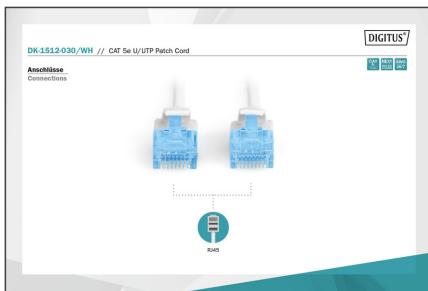 DIGITUS®
DK-1512-030/WH // CAT 5e U/UTP Patch Cord
Anschlüsse
Connections
RJ45